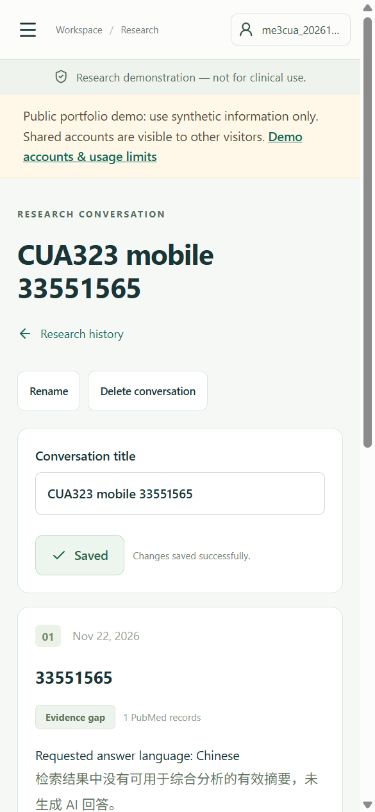 Workspace / Research
me3cua_20261...
Research demonstration — not for clinical use.
Public portfolio demo: use synthetic information only.
Shared accounts are visible to other visitors. Demo
accounts & usage limits
RESEARCH CONVERSATION
CUA323 mobile
33551565
Research history
Rename
Delete conversation
Conversation title
CUA323 mobile 33551565
Saved
Changes saved successfully.
01
Nov 22, 2026
33551565
Evidence gap
1 PubMed records
Requested answer language: Chinese
检索结果中没有可用于综合分析的有效摘要，未
生成 AI 回答。